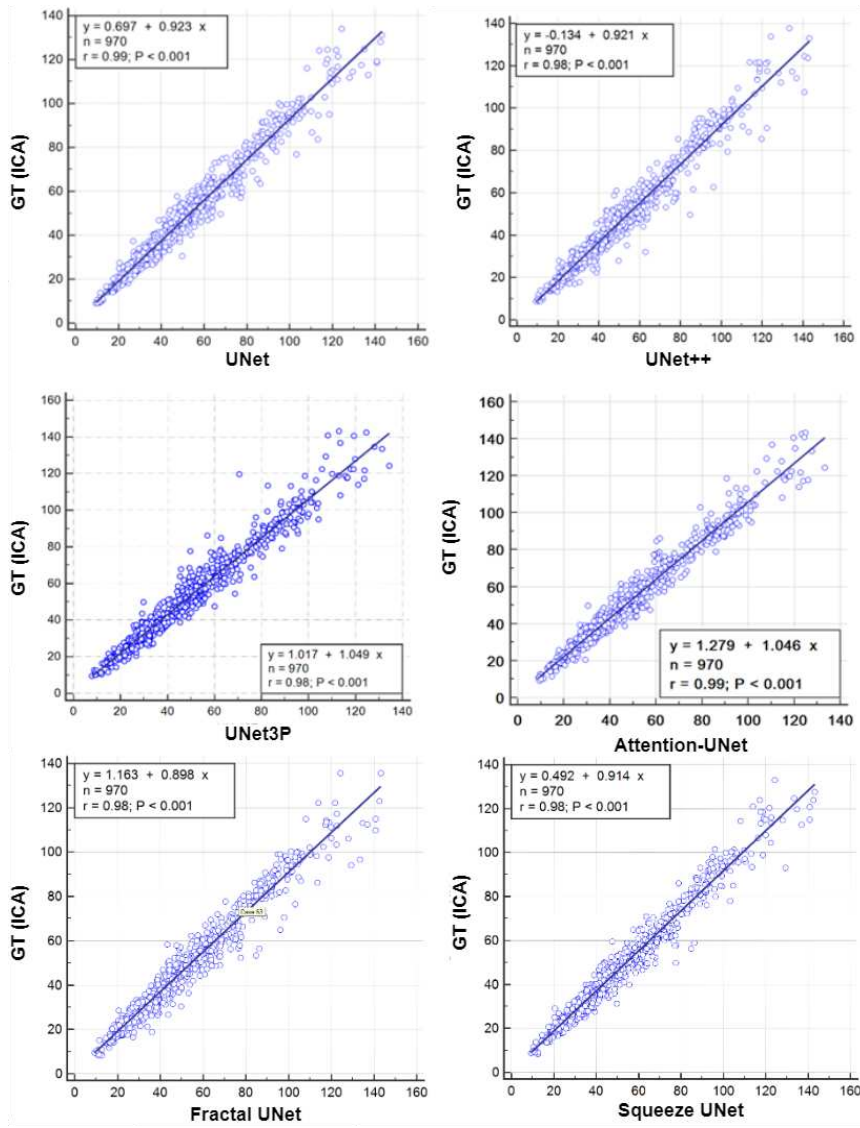 y = 0.697 + 0.923 x
n = 970
r = 0.99; P < 0.001
GT (ICA)
140
120
100
80
60
40
20
0
0 20 40 60 80 100 120 140 160
UNet
y = -0.134 + 0.921 x
n = 970
r = 0.98; P < 0.001
GT (ICA)
140
120
100
80
60
40
20
0
0 20 40 60 80 100 120 140 160
UNet++
160
140
120
100
80
60
40
20
0
GT (ICA)
y = 1.017 + 1.049 x
n = 970
r = 0.98; P < 0.001
0 20 40 60 80 100 120 140
UNet3P
160
140
120
100
80
60
40
20
0
GT (ICA)
y = 1.279 + 1.046 x
n = 970
r = 0.99; P < 0.001
0 20 40 60 80 100 120 140
Attention-UNet
y = 1.163 + 0.898 x
n = 970
r = 0.98; P < 0.001
GT (ICA)
140
120
100
80
60
40
20
0
0 20 40 60 80 100 120 140 160
Fractal UNet
y = 0.492 + 0.914 x
n = 970
r = 0.98; P < 0.001
GT (ICA)
140
120
100
80
60
40
20
0
0 20 40 60 80 100 120 140 160
Squeeze UNet